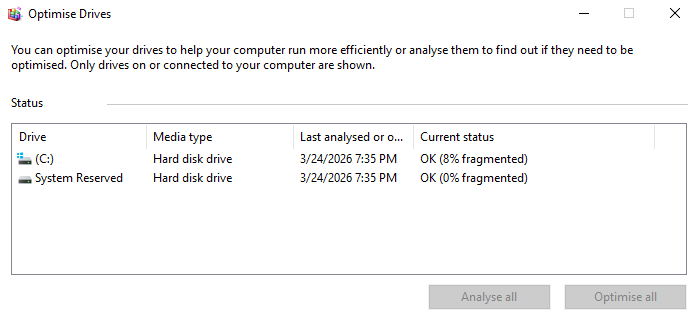 Optimise Drives
You can optimise your drives to help your computer run more efficiently or analyse them to find out if they need to be
optimised. Only drives on or connected to your computer are shown.
Status
Drive Media type Last analysed or o... Current status
(C:) Hard disk drive 3/24/2026 7:35 PM OK (8% fragmented)
System Reserved Hard disk drive 3/24/2026 7:35 PM OK (0% fragmented)
Analyse all Optimise all